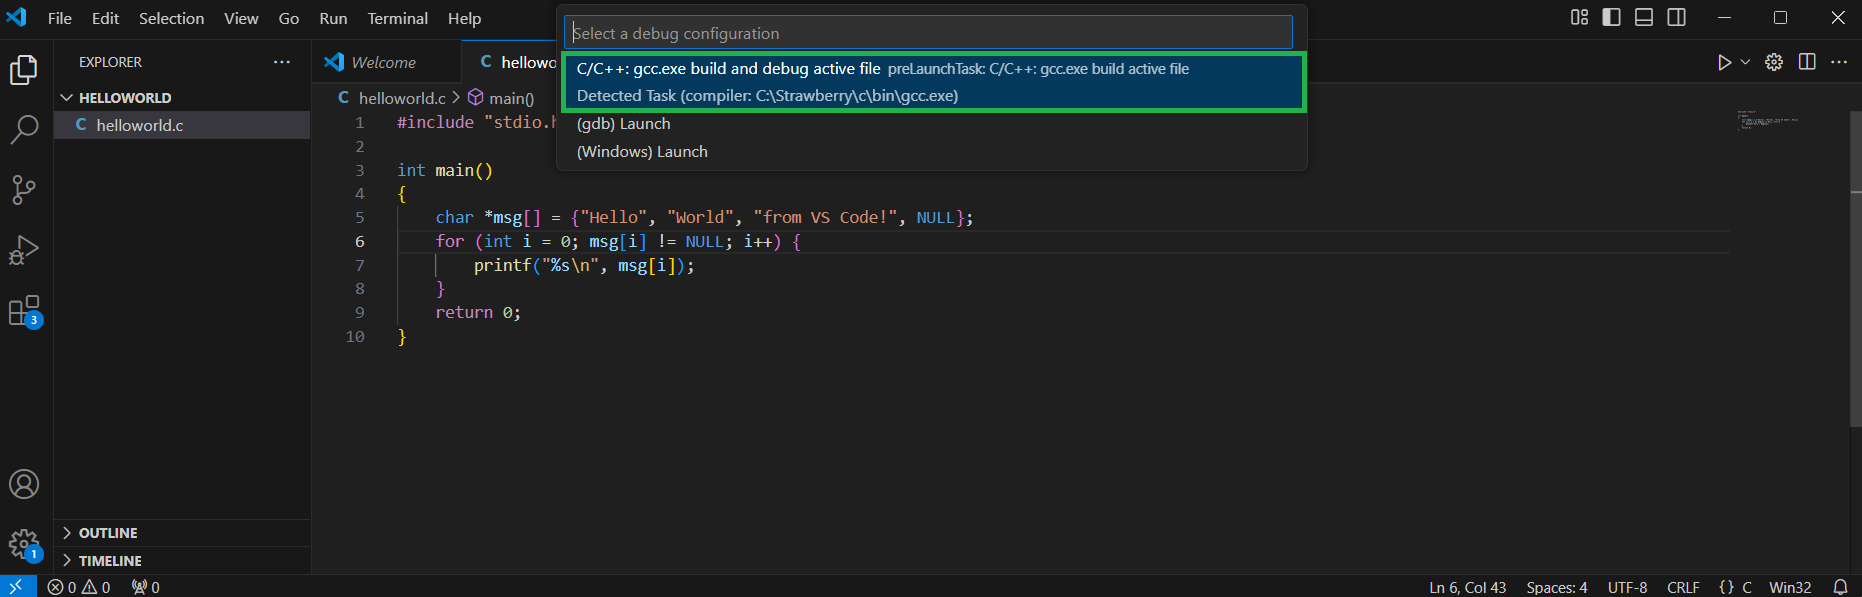 File Edit Selection View Go Run Terminal Help
Select a debug configuration
C/C++: gcc.exe build and debug active file preLaunchTask: C/C++: gcc.exe build active file
Detected Task (compiler: C:\Strawberry\c\bin\gcc.exe)
(gdb) Launch
(Windows) Launch
EXPLORER
HELLOWORLD
C helloworld.c
OUTLINE
TIMELINE
Welcome
C hellowo
C helloworld.c > main()
1 #include "stdio.h
2
3 int main()
4 {
5 char *msg[] = {"Hello", "World", "from VS Code!", NULL};
6 for (int i = 0; msg[i] != NULL; i++) {
7 printf("%s\n", msg[i]);
8 }
9 return 0;
10 }
3
1
0 0 0
Ln 6, Col 43 Spaces: 4 UTF-8 CRLF {} C Win32